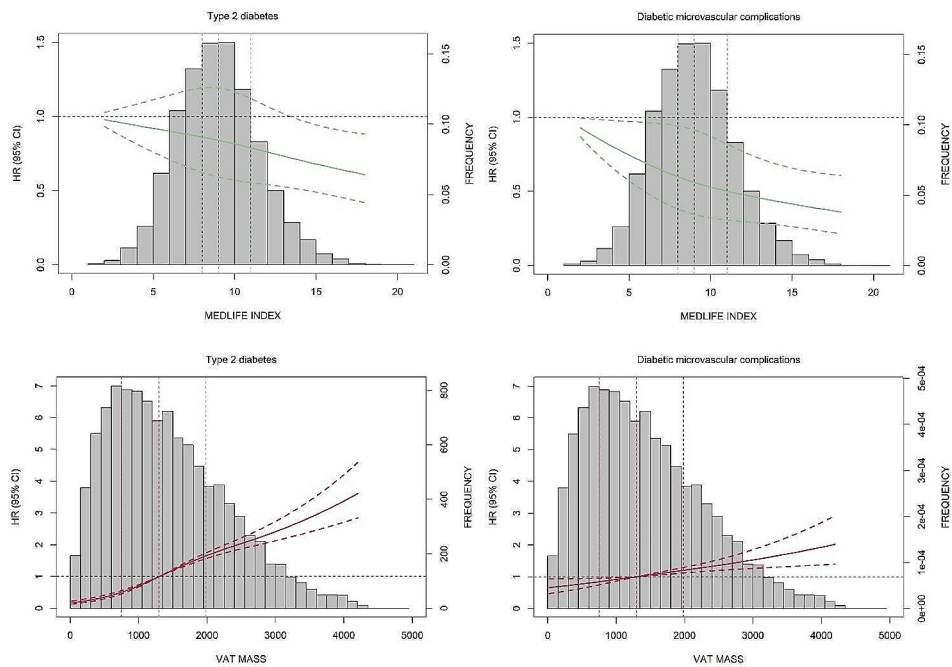 Type 2 diabetes
HR (95% CI)
1.5
1.0
0.5
0.0
FREQUENCY
0.15
0.10
0.05
0.00
0 5 10 15 20
MEDLIFE INDEX
Diabetic microvascular complications
HR (95% CI)
1.5
1.0
0.5
0.0
FREQUENCY
0.15
0.10
0.05
0.00
0 5 10 15 20
MEDLIFE INDEX
Type 2 diabetes
HR (95% CI)
7
6
5
4
3
2
1
0
FREQUENCY
800
600
400
200
0
0 1000 2000 3000 4000 5000
VAT MASS
Diabetic microvascular complications
HR (95% CI)
7
6
5
4
3
2
1
0
FREQUENCY
5e-04
4e-04
3e-04
2e-04
1e-04
0e+00
0 1000 2000 3000 4000 5000
VAT MASS